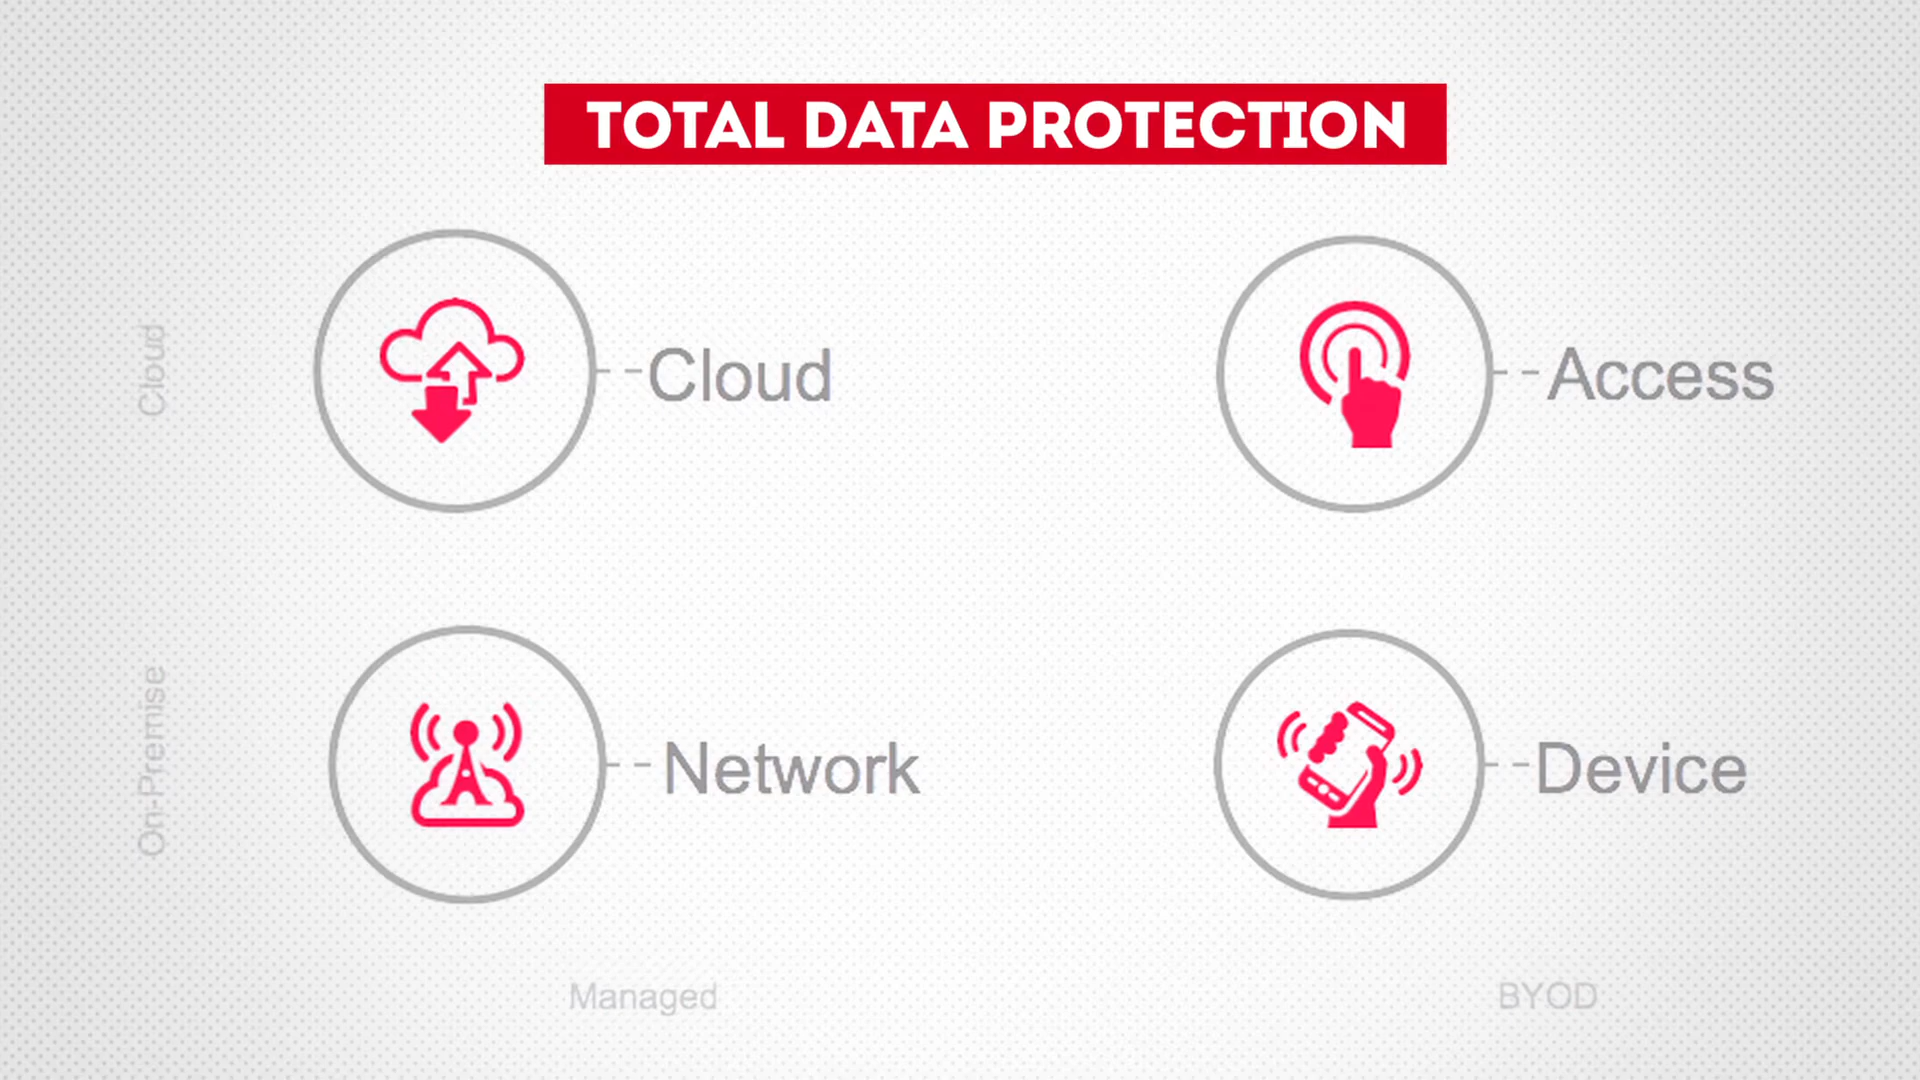 TOTAL DATA PROTECTION
Cloud
Cloud
Access
On-Premise
Network
Device
Managed
BYOD